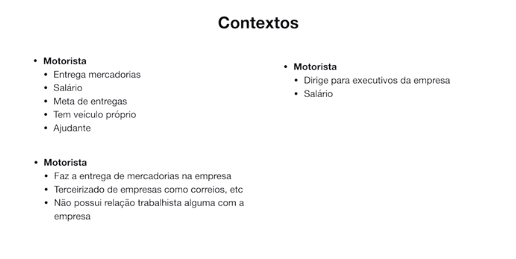 Contextos
Motorista
Entrega mercadorias
Salário
Meta de entregas
Tem veículo próprio
Ajudante
Motorista
Faz a entrega de mercadorias na empresa
Terceirizado de empresas como correios, etc
Não possui relação trabalhista alguma com a
empresa
Motorista
Dirige para executivos da empresa
Salário